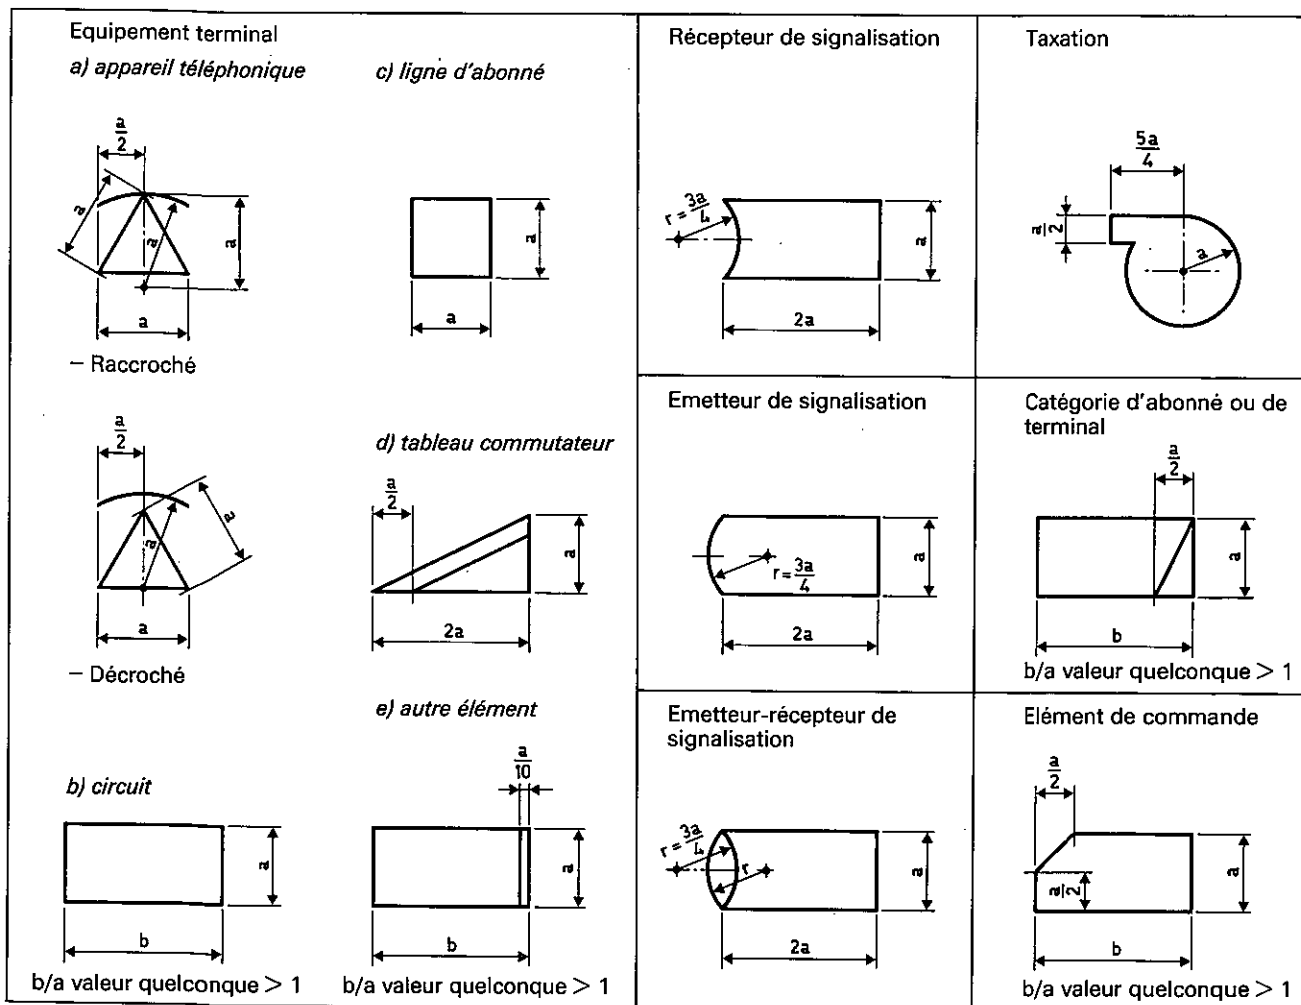 Equipement terminal
a) appareil téléphonique
a/2
a
a
a
a
– Raccroché
a/2
a
a
a
– Décroché
b) circuit
a
b
b/a valeur quelconque > 1
c) ligne d'abonné
a
a
d) tableau commutateur
a/2
a
2a
e) autre élément
a/10
a
b
b/a valeur quelconque > 1
Récepteur de signalisation
r = 3a/4
a
2a
Emetteur de signalisation
r = 3a/4
a
2a
Emetteur-récepteur de
signalisation
r = 3a/4
r
a
2a
Taxation
5a/4
a/2
a
Catégorie d'abonné ou de
terminal
a/2
a
b
b/a valeur quelconque > 1
Elément de commande
a/2
a/2
a
b
b/a valeur quelconque > 1